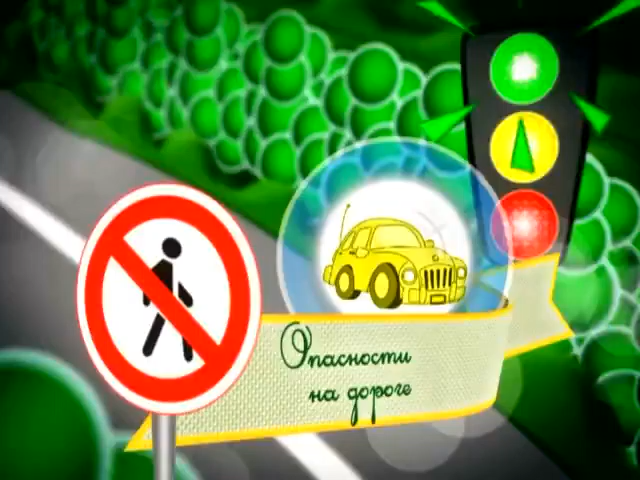 Опасности
на дороге